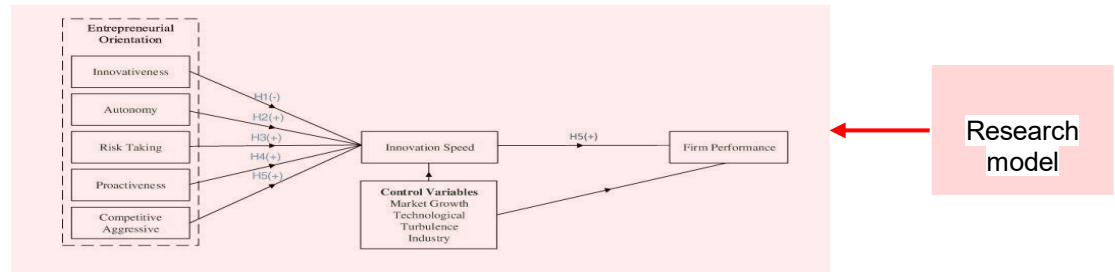 Entrepreneurial
Orientation
Innovativeness
Autonomy
Risk Taking
Proactiveness
Competitive
Aggressive
H1(-)
H2(+)
H3(+)
H4(+)
H5(+)
Innovation Speed
Control Variables
Market Growth
Technological
Turbulence
Industry
H5(+)
Firm Performance
Research
model